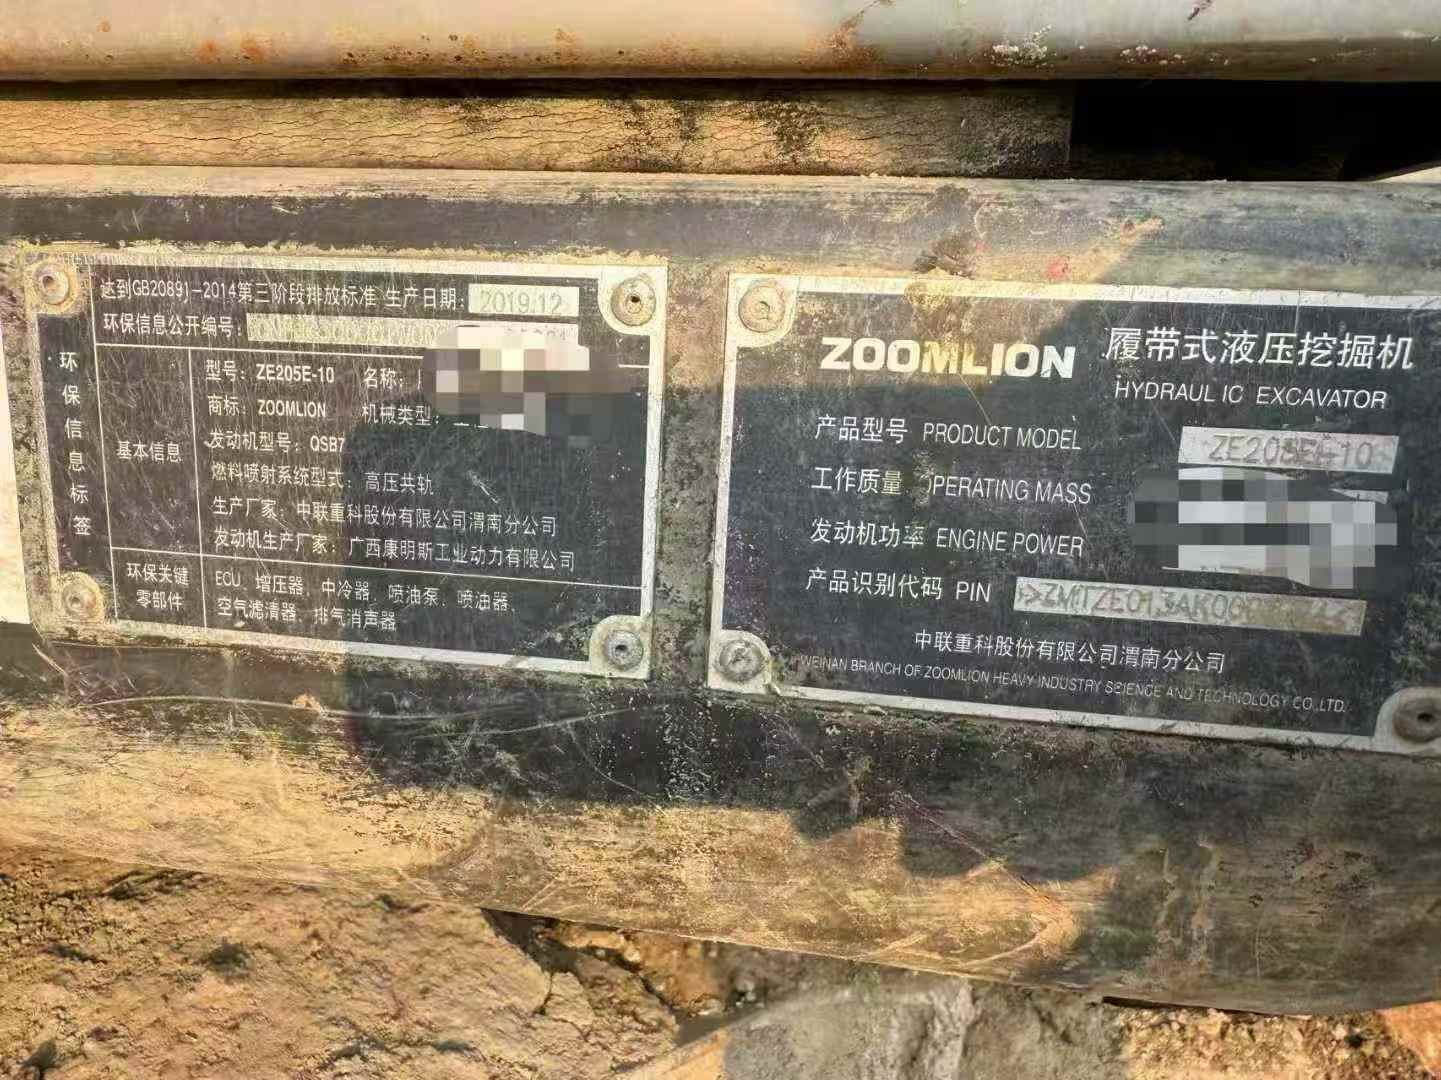 达到GB20891-2014第三阶段排放标准 生产日期: 2019.12
环保信息公开编号:
环保信息标签
基本信息
型号: ZE205E-10 名称:
商标: ZOOMLION 机械类型:
发动机型号: QSB7
燃料喷射系统型式: 高压共轨
生产厂家: 中联重科股份有限公司渭南分公司
发动机生产厂家: 广西康明斯工业动力有限公司
环保关键零部件
ECU、增压器、中冷器、喷油泵、喷油器、
空气滤清器、排气消声器
ZOOMLION 履带式液压挖掘机
HYDRAULIC EXCAVATOR
产品型号 PRODUCT MODEL
工作质量 OPERATING MASS
发动机功率 ENGINE POWER
产品识别代码 PIN
中联重科股份有限公司渭南分公司
WEINAN BRANCH OF ZOOMLION HEAVY INDUSTRY SCIENCE AND TECHNOLOGY CO.,LTD.